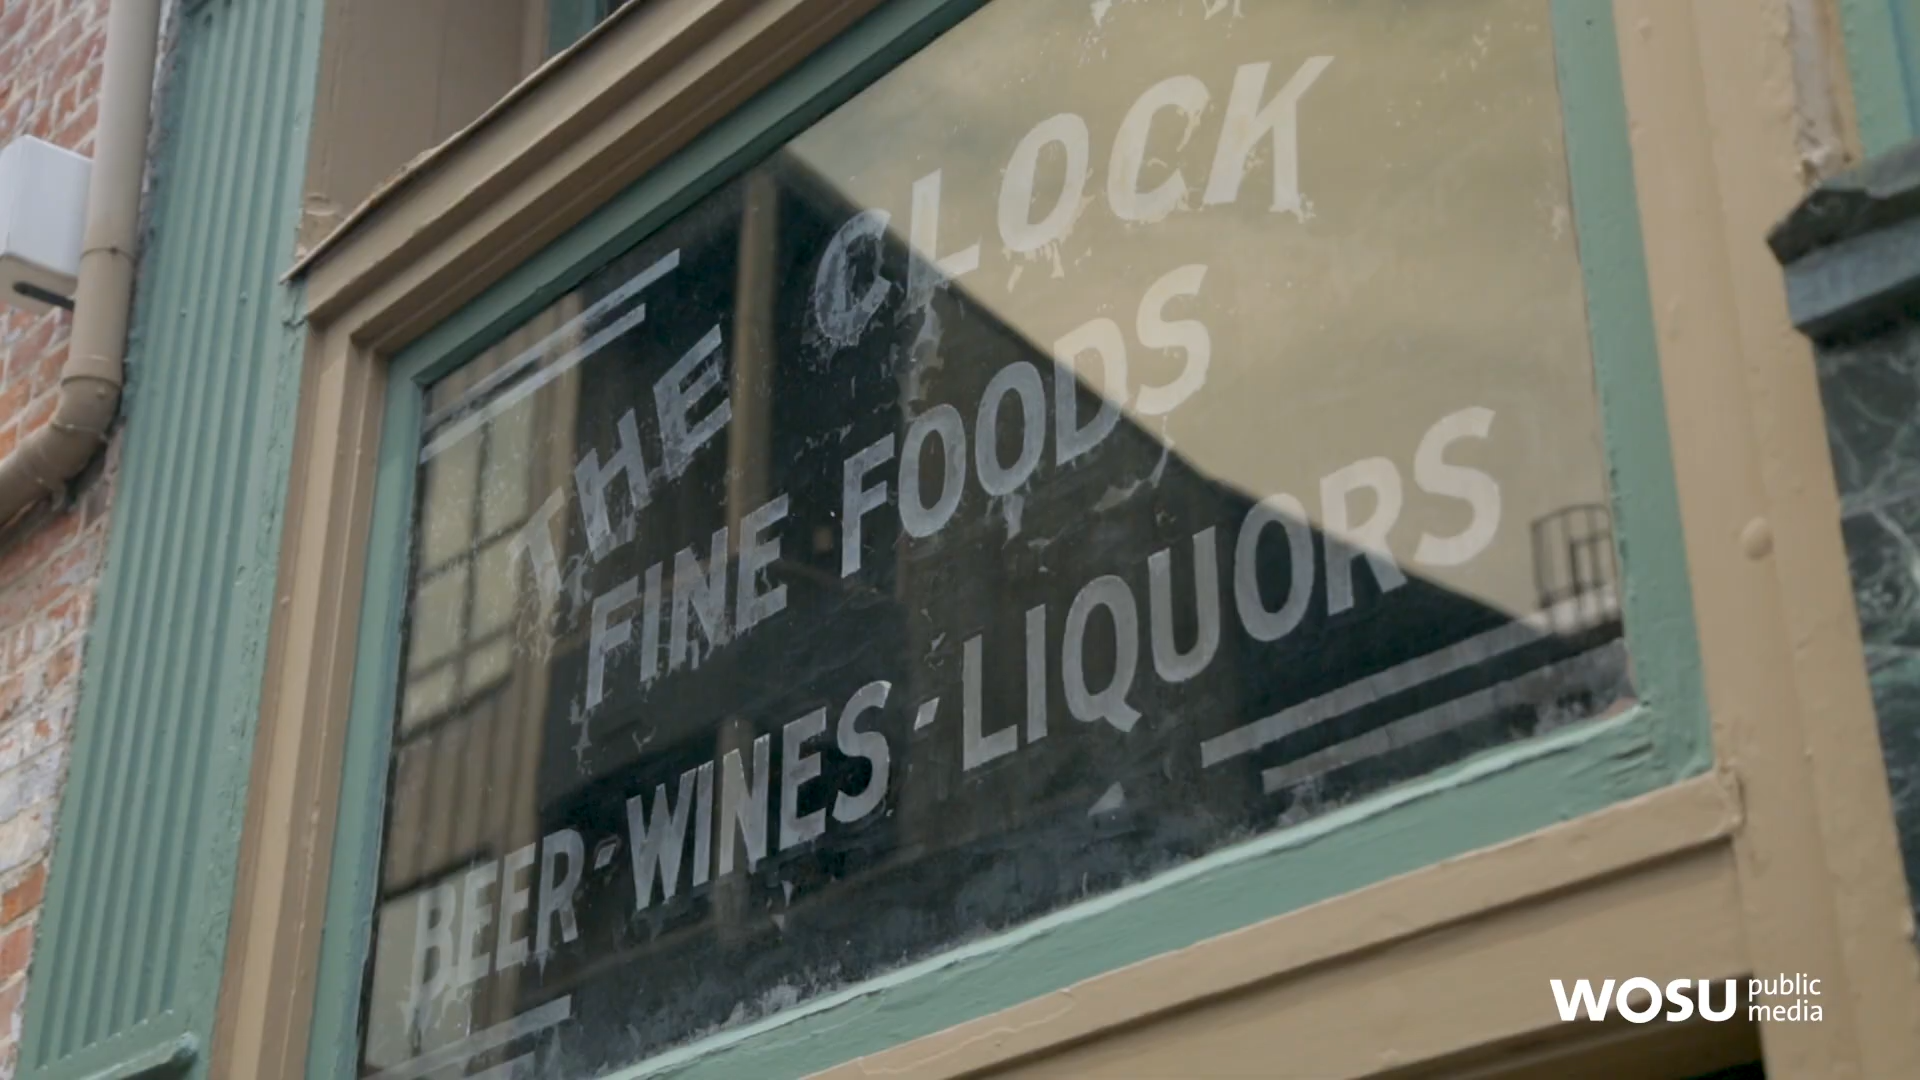 THE CLOCK
FINE FOODS
BEER-WINES-LIQUORS
WOSU public media